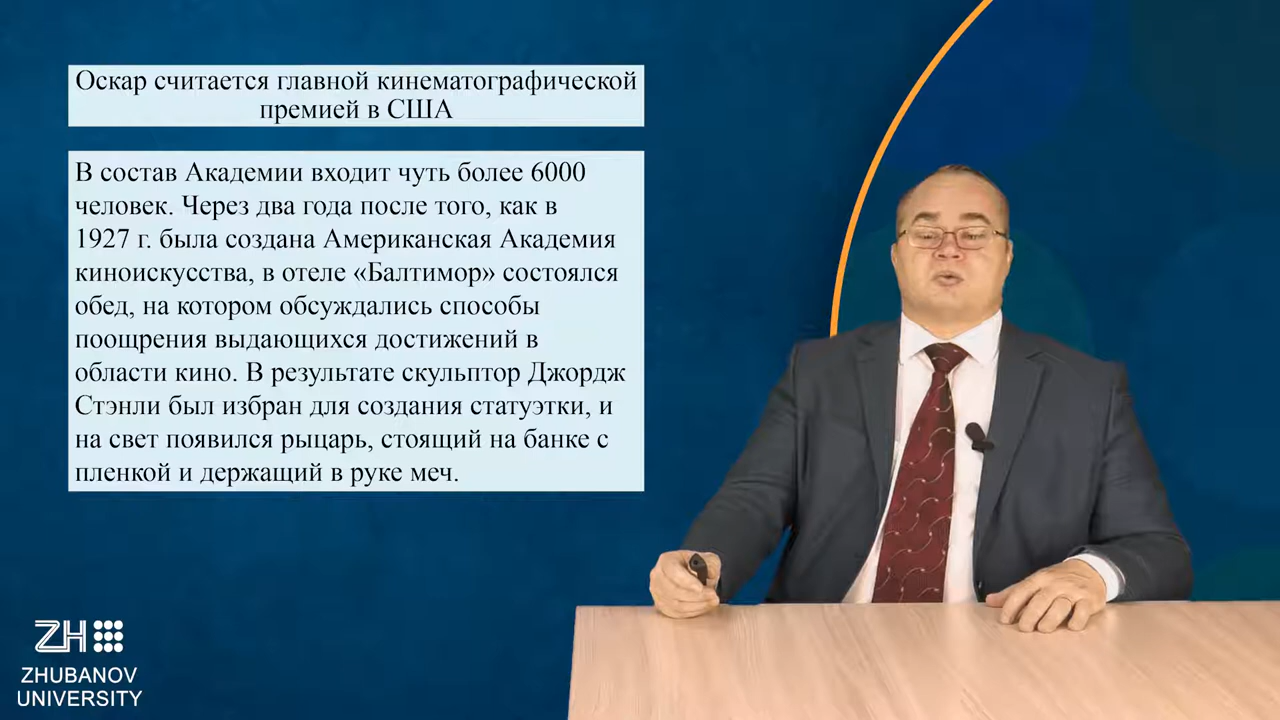 Оскар считается главной кинематографической
премией в США
В состав Академии входит чуть более 6000
человек. Через два года после того, как в
1927 г. была создана Американская Академия
киноискусства, в отеле «Балтимор» состоялся
обед, на котором обсуждались способы
поощрения выдающихся достижений в
области кино. В результате скульптор Джордж
Стэнли был избран для создания статуэтки, и
на свет появился рыцарь, стоящий на банке с
пленкой и держащий в руке меч.
ZH
ZHUBANOV
UNIVERSITY